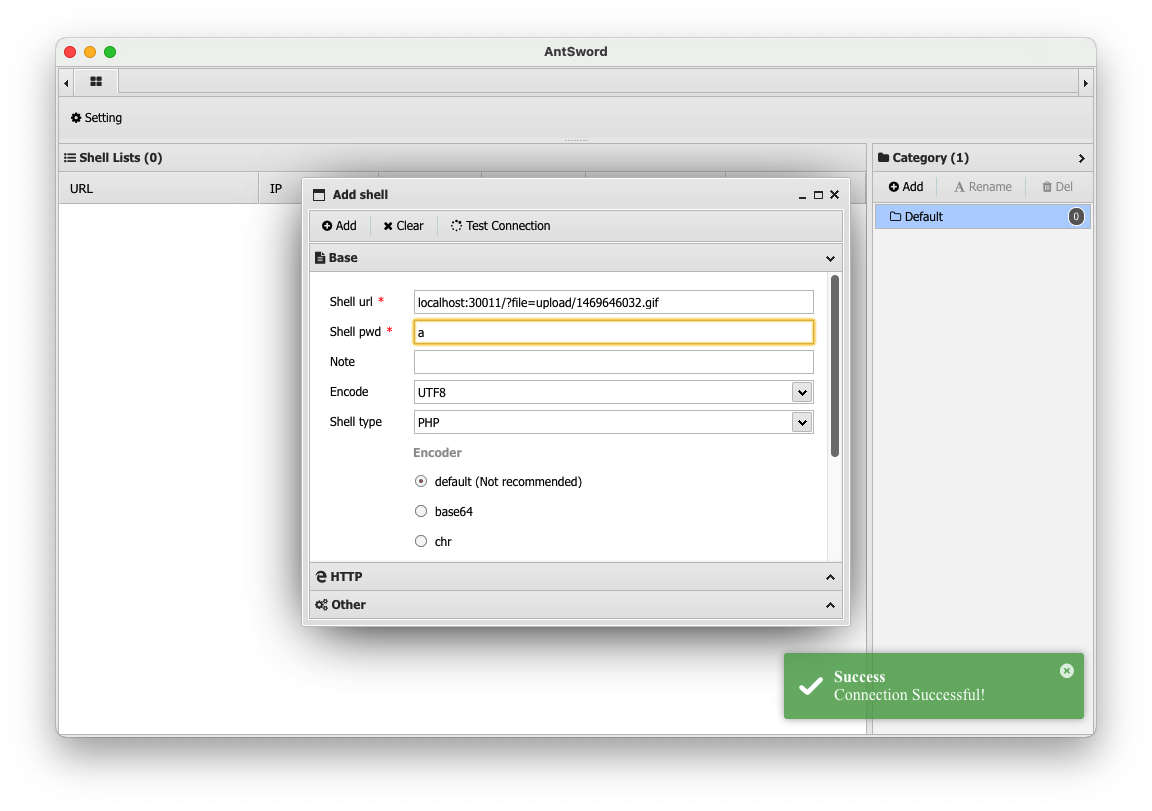 AntSword
Setting
Shell Lists (0)
URL IP
Category (1)
Add Rename Del
Default 0
Add shell
Add Clear Test Connection
Base
Shell url * localhost:30011/?file=upload/1469646032.gif
Shell pwd * a
Note
Encode UTF8
Shell type PHP
Encoder
default (Not recommended)
base64
chr
HTTP
Other
Success
Connection Successful!